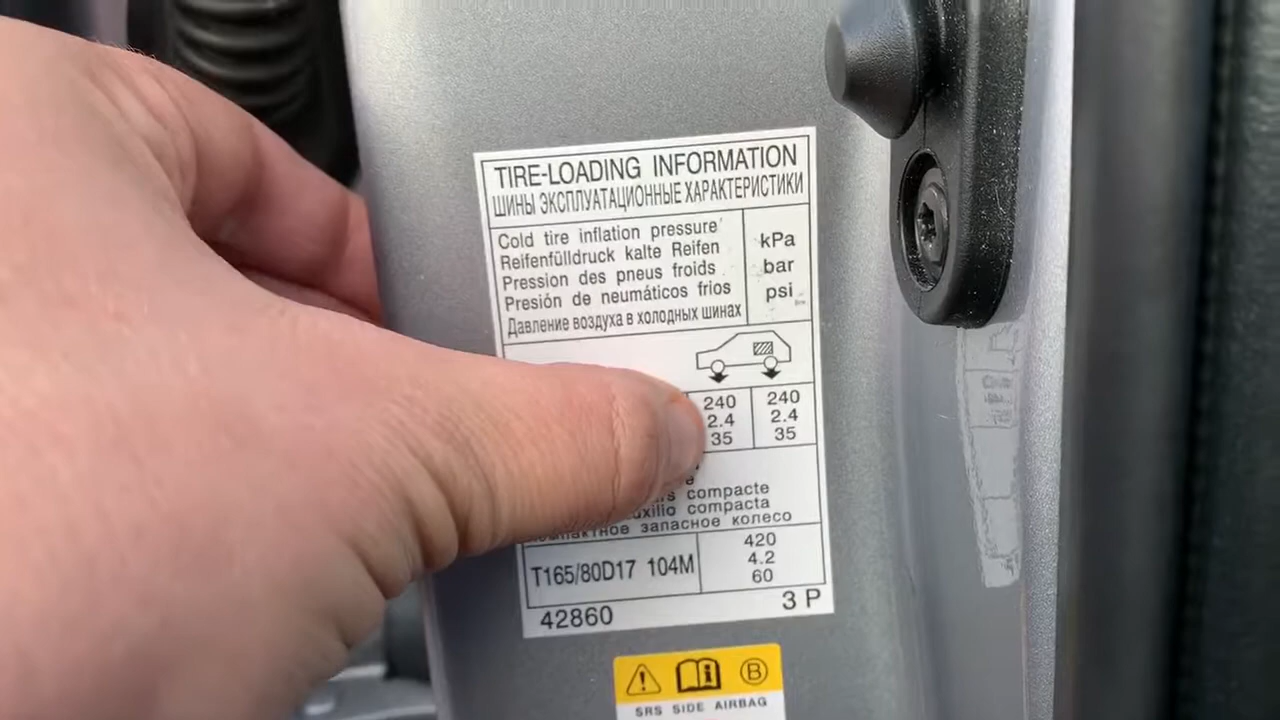 TIRE-LOADING INFORMATION
ШИНЫ ЭКСПЛУАТАЦИОННЫЕ ХАРАКТЕРИСТИКИ
Cold tire inflation pressure
Reifenfülldruck kalte Reifen
Pression des pneus froids
Presión de neumáticos frios
Давление воздуха в холодных шинах
kPa
bar
psi
240 240
2.4 2.4
35 35
compacte
compacta
запасное колесо
T165/80D17 104M
420
4.2
60
42860 3 P
B
SRS SIDE AIRBAG